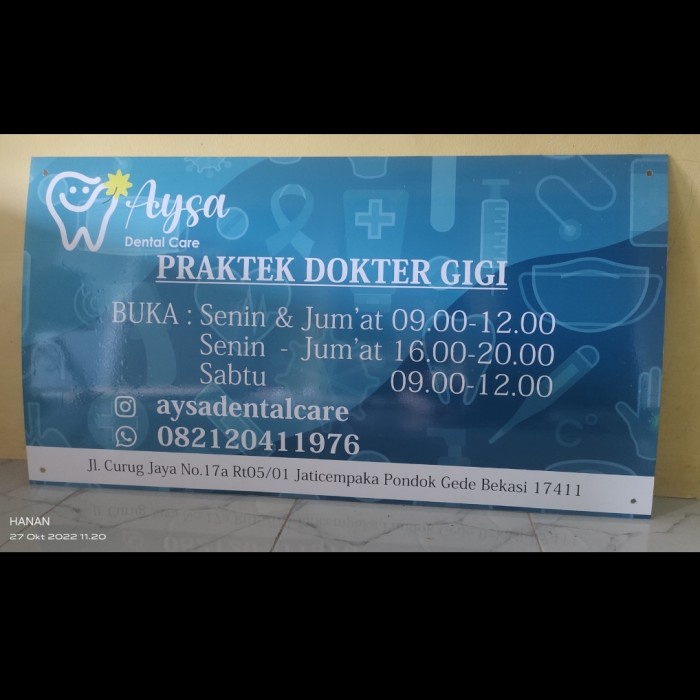 Aysa
Dental Care
PRAKTEK DOKTER GIGI
BUKA : Senin & Jum'at 09.00-12.00
Senin - Jum'at 16.00-20.00
Sabtu 09.00-12.00
aysadentalcare
082120411976
Jl. Curug Jaya No.17a Rt05/01 Jaticempaka Pondok Gede Bekasi 17411
HANAN
27 Okt 2022 11.20